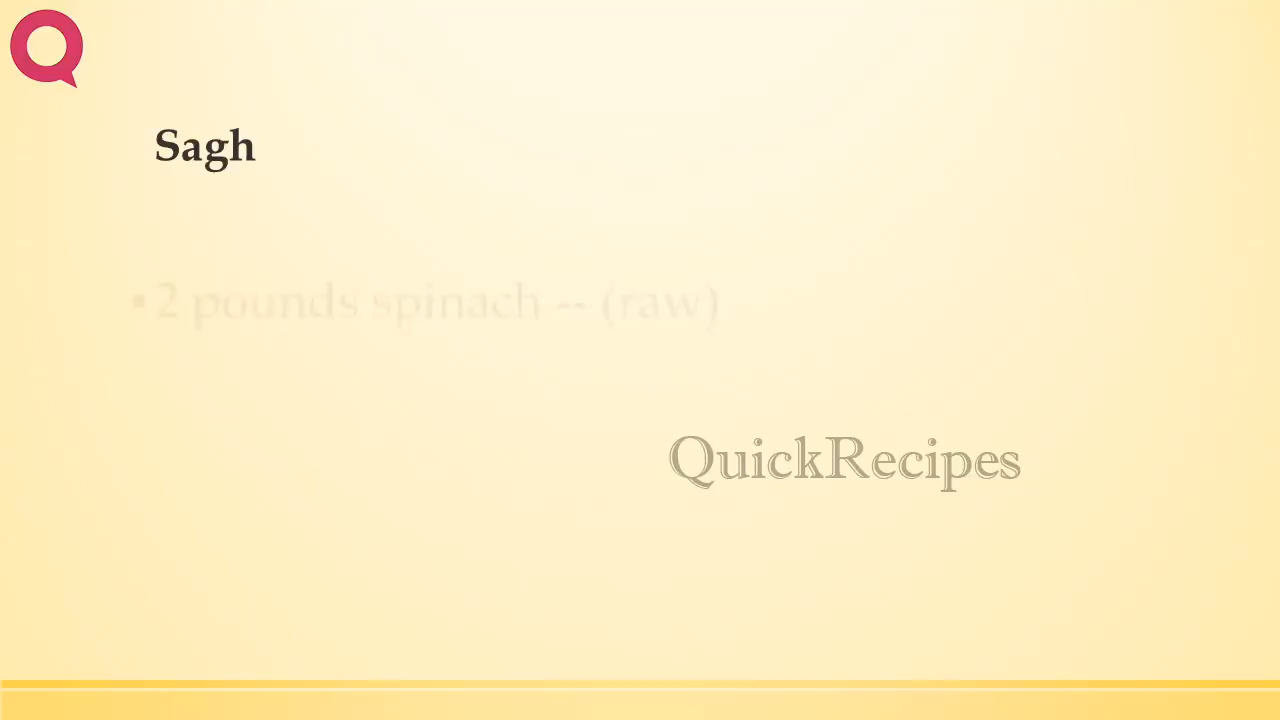 Sagh
▪2 pounds spinach -- (raw)
QuickRecipes